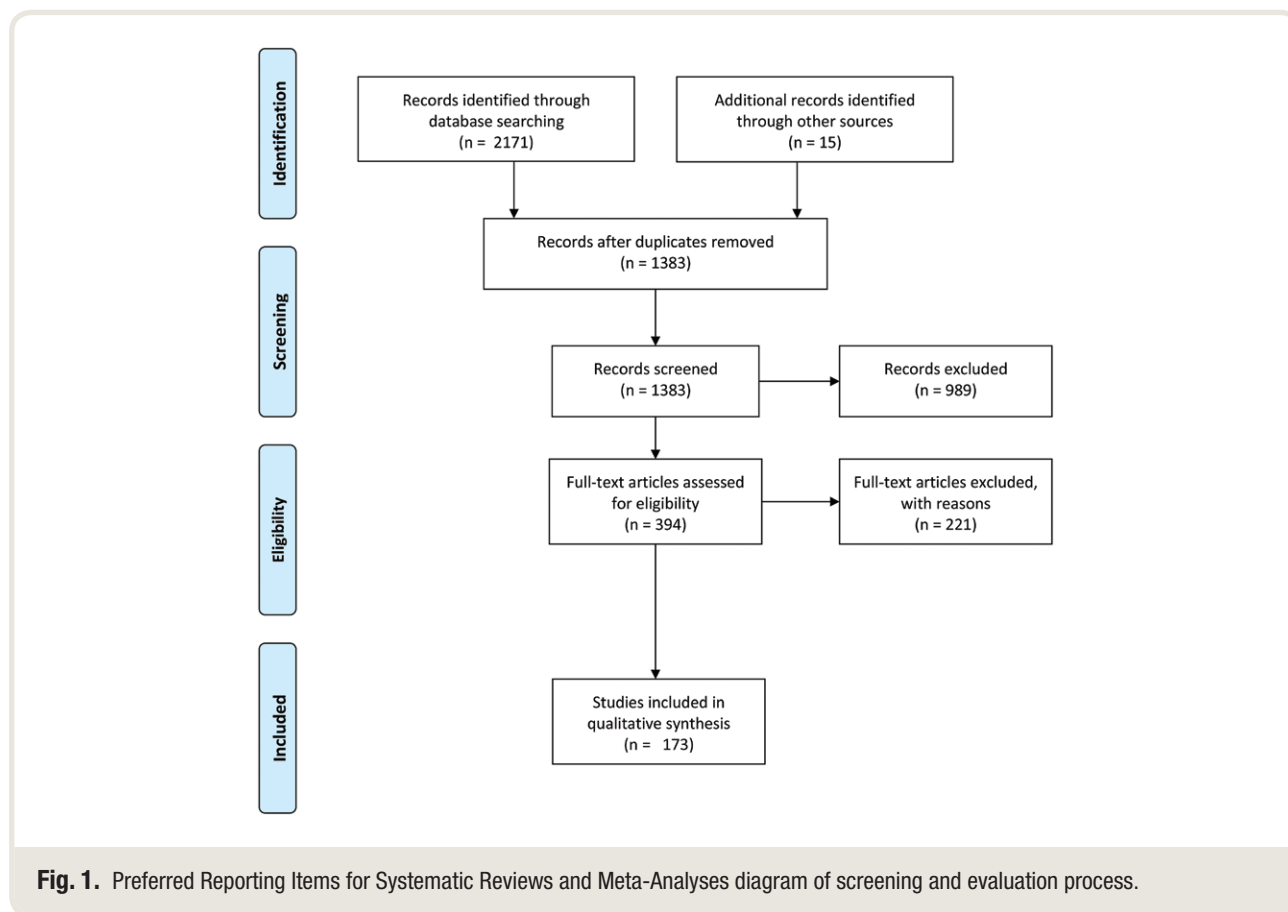 Identification
Records identified through
database searching
(n =  2171)
Additional records identified
through other sources
(n = 15)
Records after duplicates removed
(n = 1383)
Screening
Records screened
(n = 1383)
Records excluded
(n = 989)
Eligibility
Full-text articles assessed
for eligibility
(n = 394)
Full-text articles excluded,
with reasons
(n = 221)
Included
Studies included in
qualitative synthesis
(n =  173)
Fig. 1. Preferred Reporting Items for Systematic Reviews and Meta-Analyses diagram of screening and evaluation process.